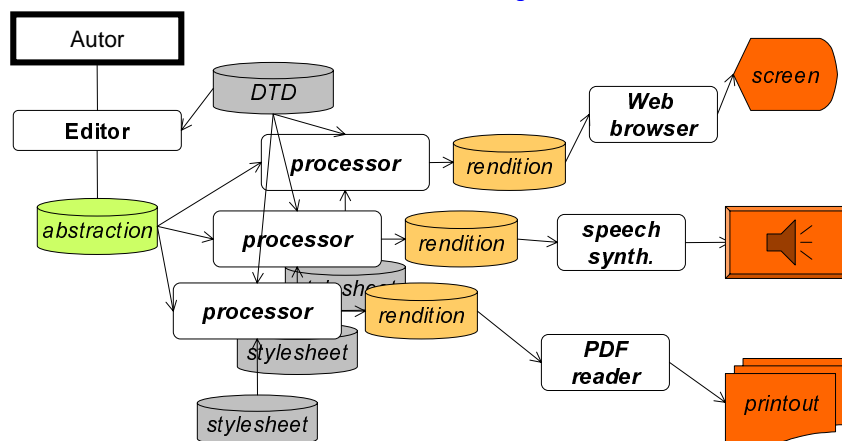 Autor
DTD
screen
Web
browser
Editor
processor
rendition
abstraction
processor
rendition
speech
synth.
processor
rendition
stylesheet
PDF
reader
printout
stylesheet